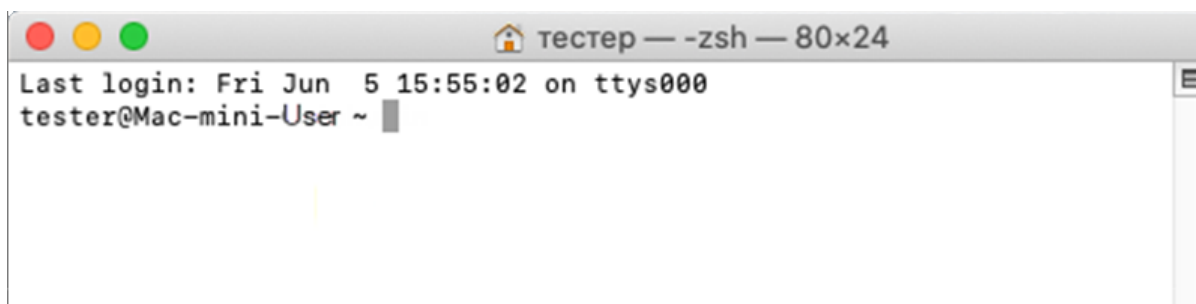 тестер — -zsh — 80×24
Last login: Fri Jun  5 15:55:02 on ttys000
tester@Mac-mini-User ~